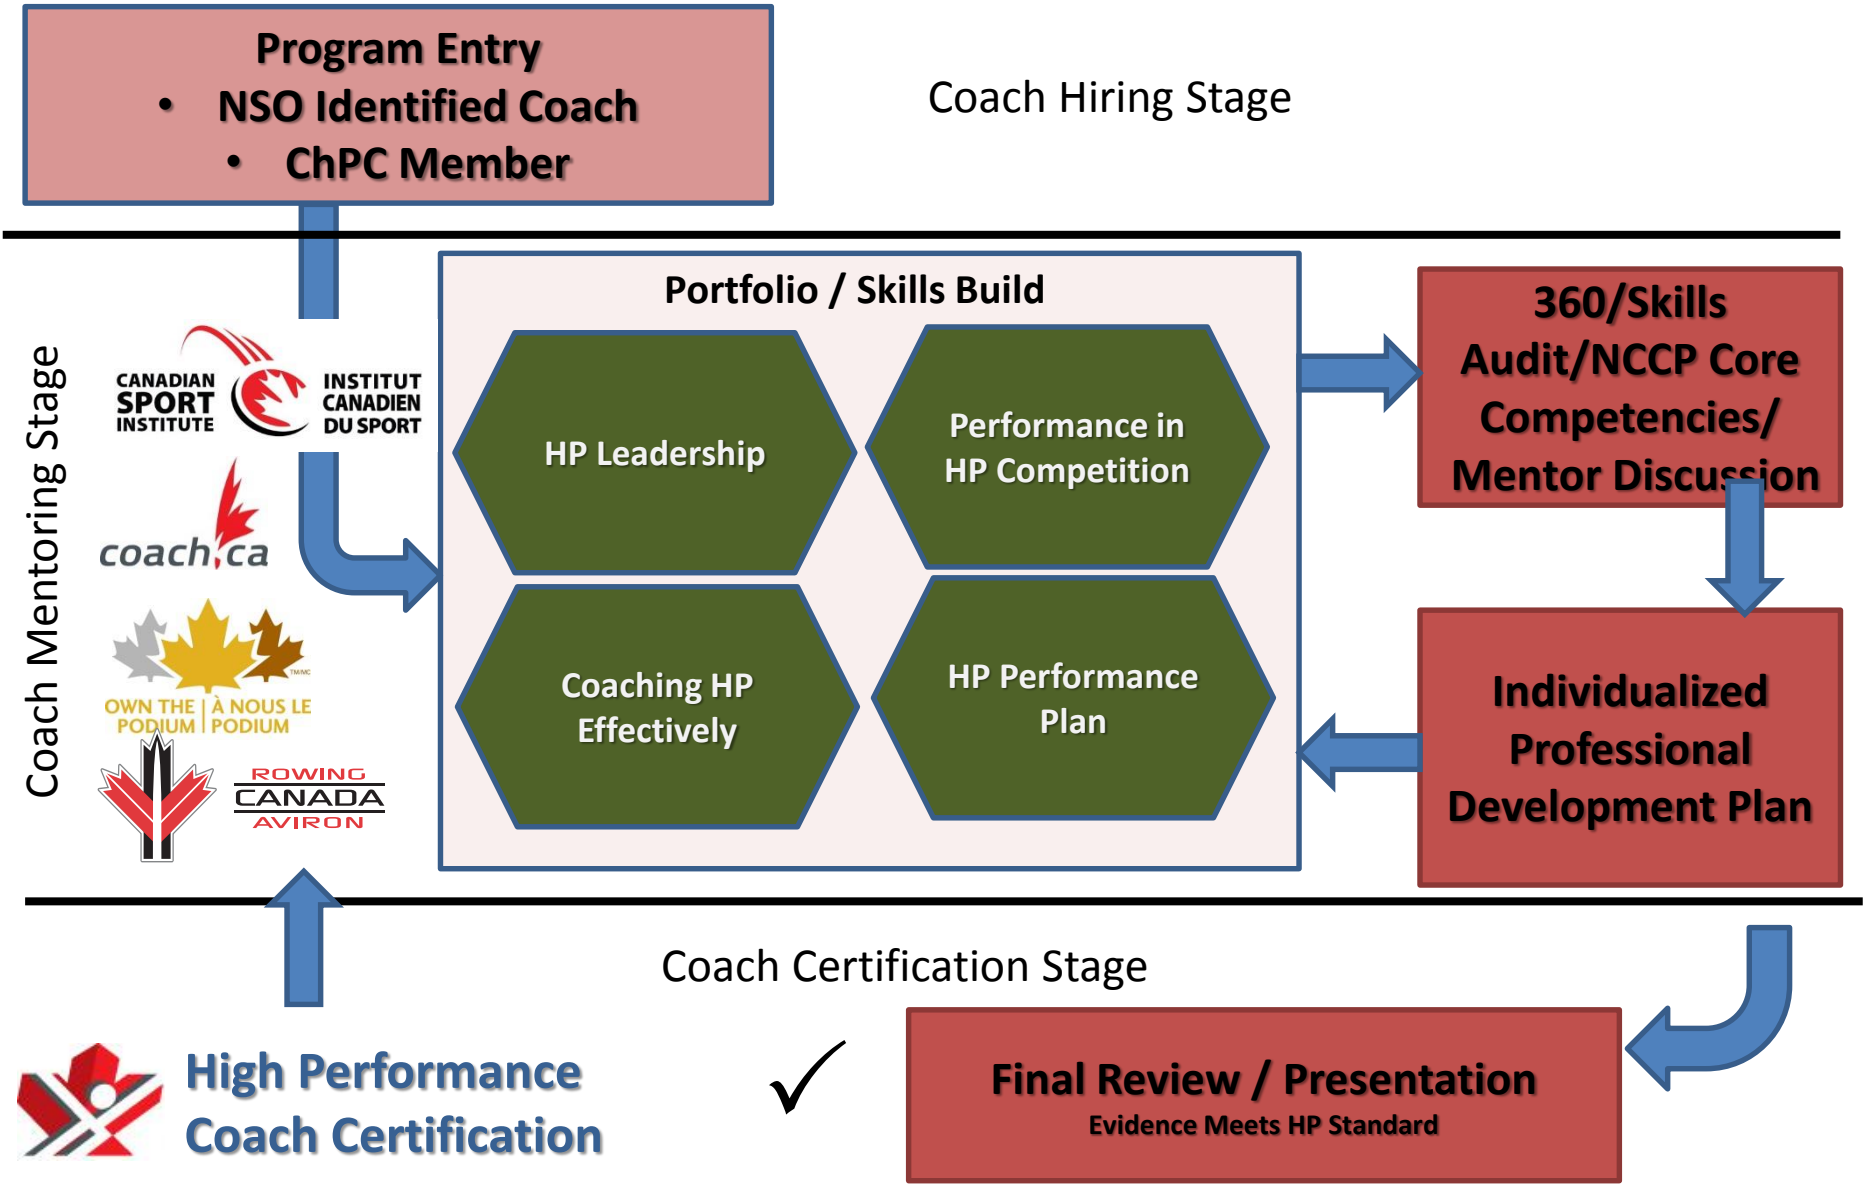 Program Entry
• NSO Identified Coach
• ChPC Member
Coach Hiring Stage
Coach Mentoring Stage
CANADIAN
SPORT
INSTITUTE
INSTITUT
CANADIEN
DU SPORT
coach.ca
OWN THE
PODIUM
À NOUS LE
PODIUM
TM/MC
ROWING
CANADA
AVIRON
Portfolio / Skills Build
HP Leadership
Performance in
HP Competition
Coaching HP
Effectively
HP Performance
Plan
360/Skills
Audit/NCCP Core
Competencies/
Mentor Discussion
Individualized
Professional
Development Plan
Coach Certification Stage
High Performance
Coach Certification
✓
Final Review / Presentation
Evidence Meets HP Standard